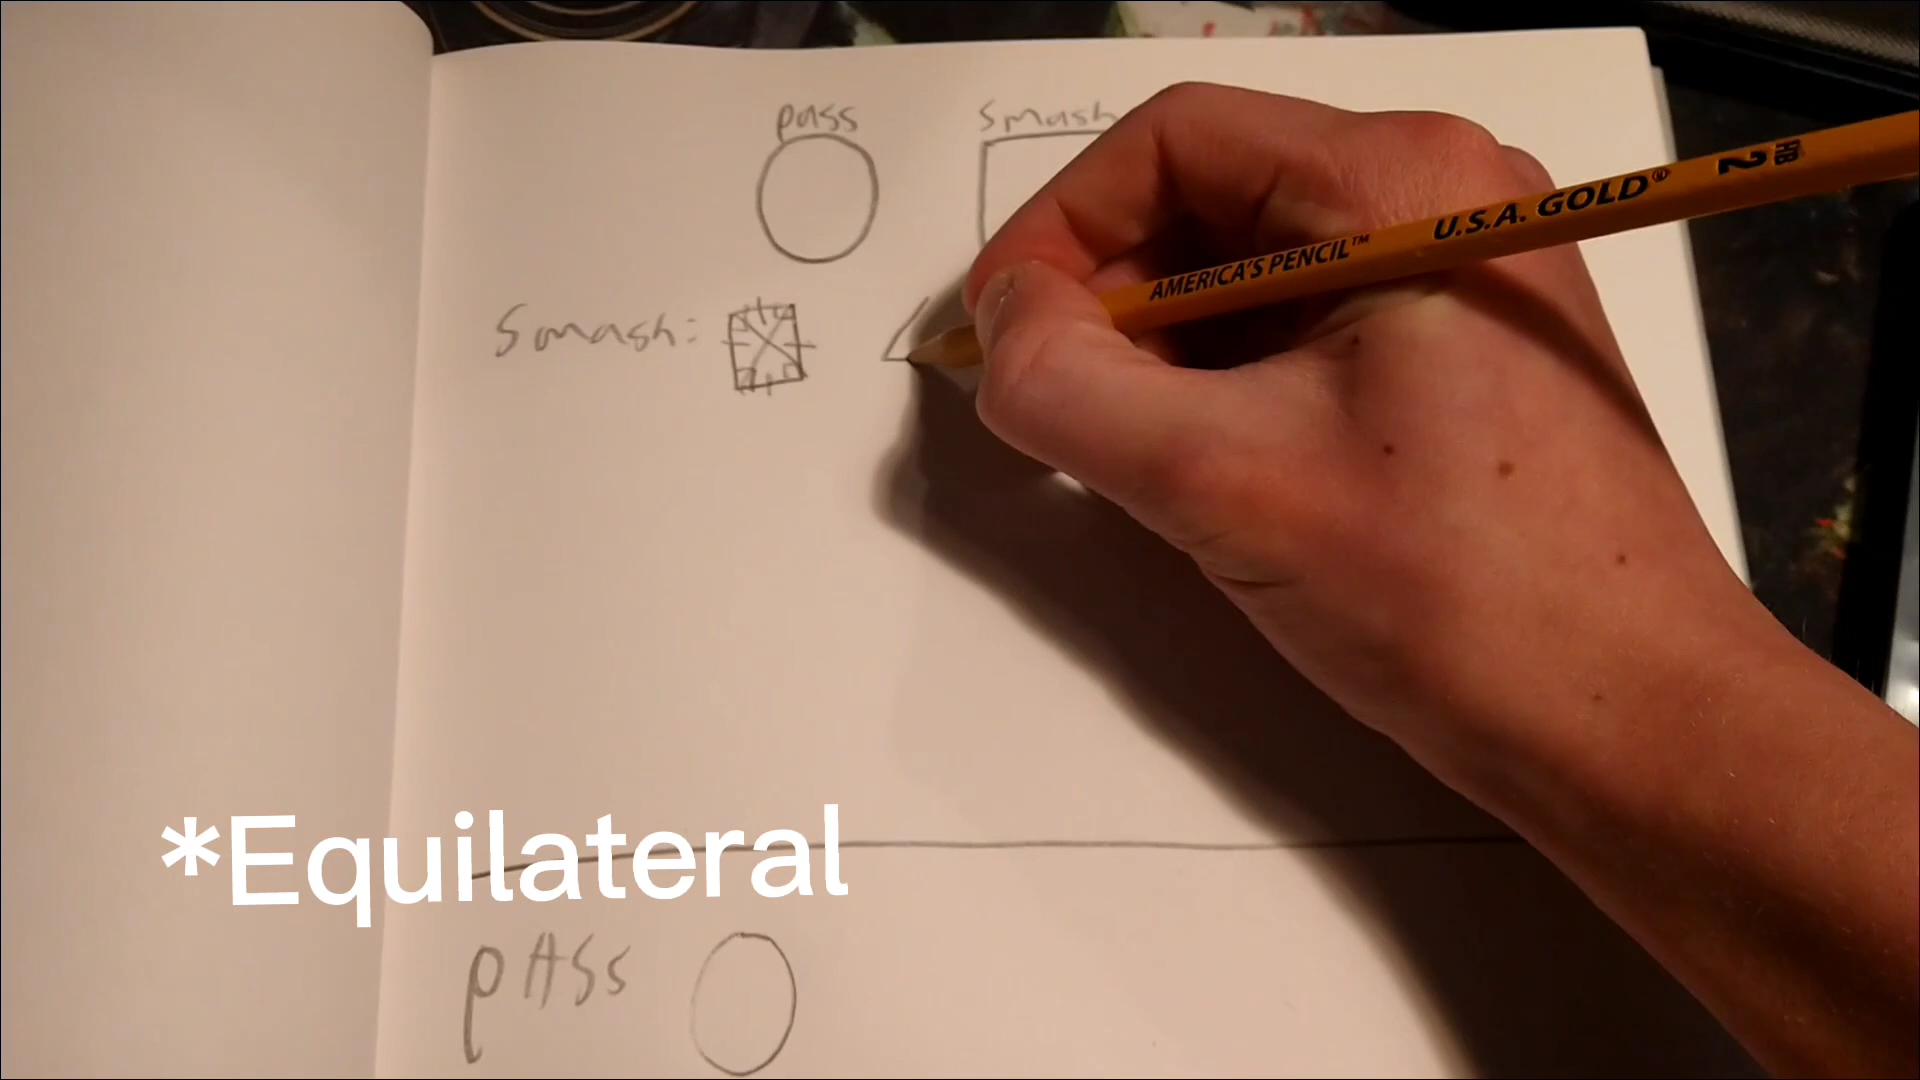 pass
smash
Smash:
AMERICA'S PENCIL™ U.S.A. GOLD® HB 2
*Equilateral
pASS